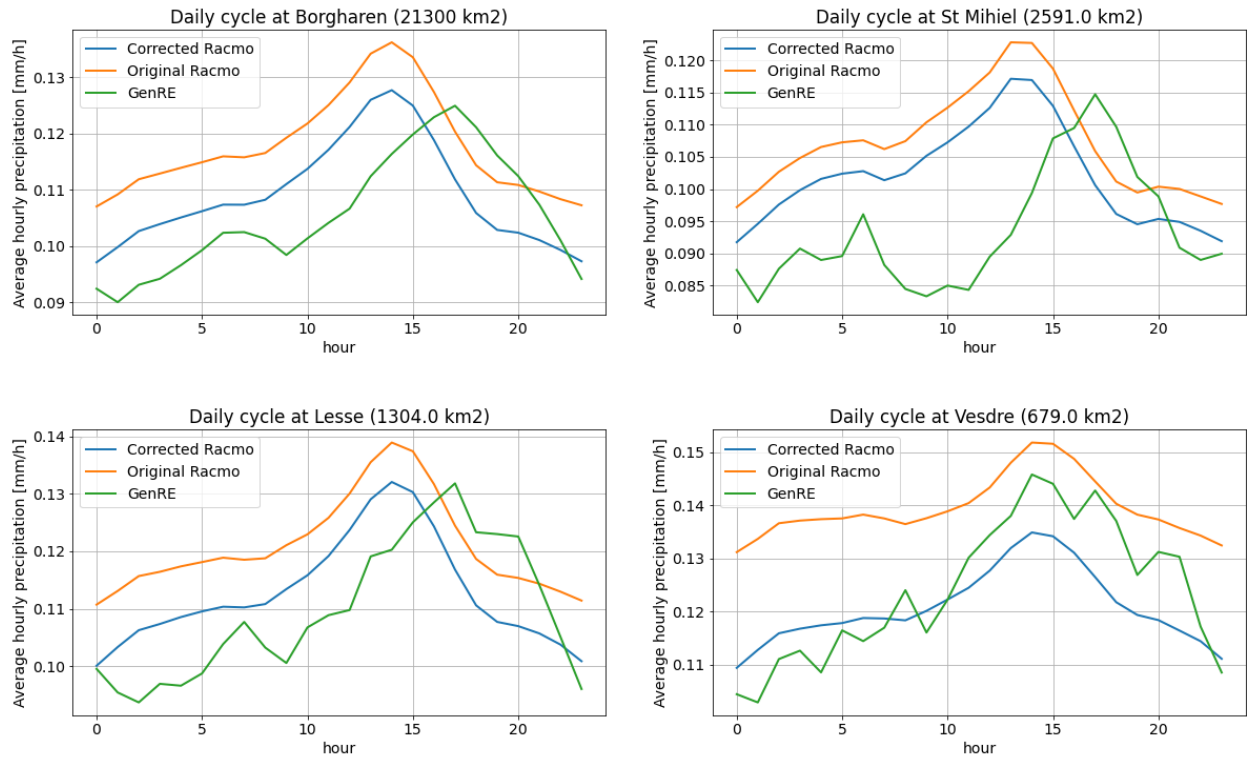 Daily cycle at Borgharen (21300 km2)
Average hourly precipitation [mm/h]
0.13
0.12
0.11
0.10
0.09
Corrected Racmo
Original Racmo
GenRE
0 5 10 15 20
hour
Daily cycle at St Mihiel (2591.0 km2)
Average hourly precipitation [mm/h]
0.120
0.115
0.110
0.105
0.100
0.095
0.090
0.085
Corrected Racmo
Original Racmo
GenRE
0 5 10 15 20
hour
Daily cycle at Lesse (1304.0 km2)
Average hourly precipitation [mm/h]
0.14
0.13
0.12
0.11
0.10
Corrected Racmo
Original Racmo
GenRE
0 5 10 15 20
hour
Daily cycle at Vesdre (679.0 km2)
Average hourly precipitation [mm/h]
0.15
0.14
0.13
0.12
0.11
Corrected Racmo
Original Racmo
GenRE
0 5 10 15 20
hour